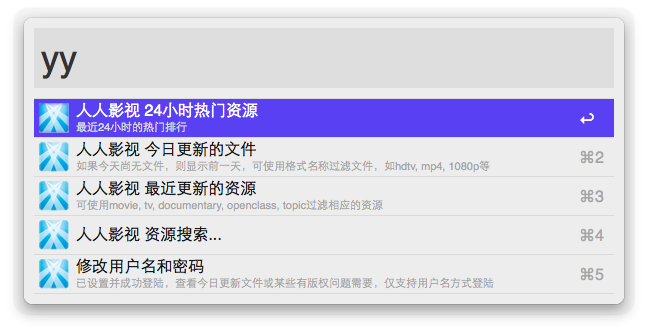 yy
人人影视 24小时热门资源
最近24小时的热门排行
↩
人人影视 今日更新的文件
如果今天尚无文件，则显示前一天，可使用格式名称过滤文件，如hdtv, mp4, 1080p等
⌘2
人人影视 最近更新的资源
可使用movie, tv, documentary, openclass, topic过滤相应的资源
⌘3
人人影视 资源搜索...
⌘4
修改用户名和密码
已设置并成功登陆，查看今日更新文件或某些有版权问题需要，仅支持用户名方式登陆
⌘5